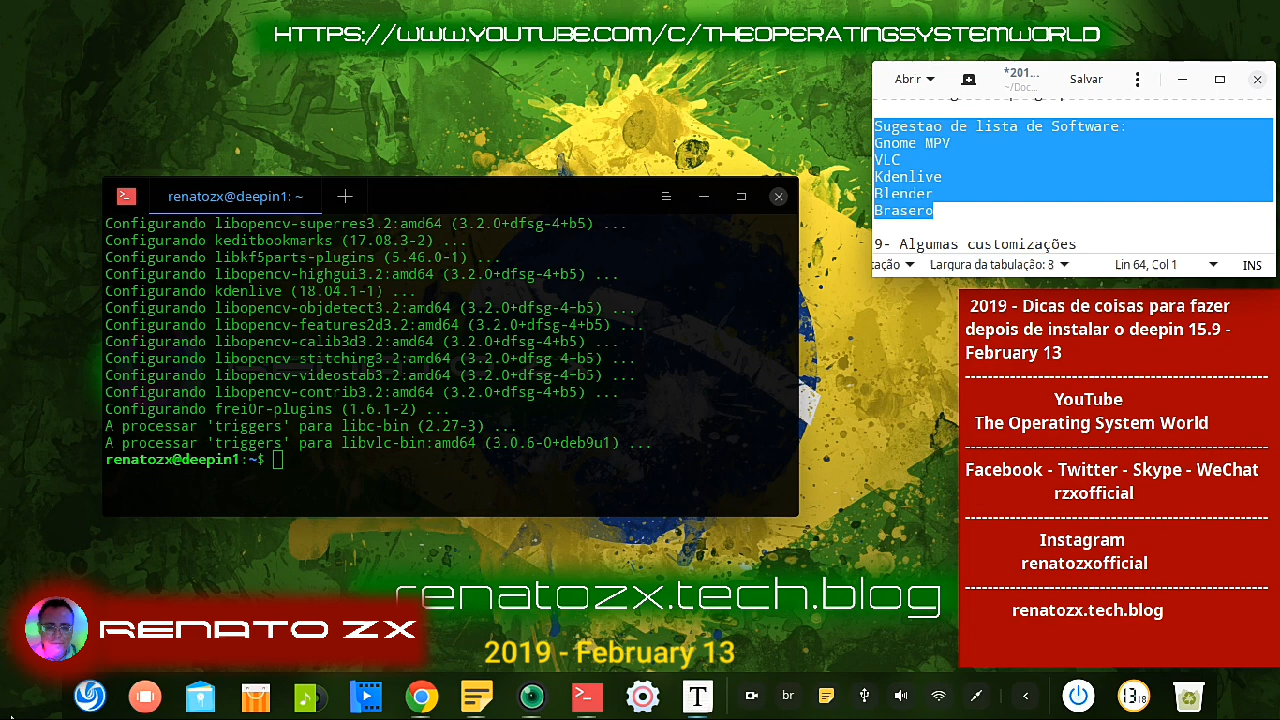 HTTPS://WWW.YOUTUBE.COM/C/THEOPERATINGSYSTEMWORLD
Abrir
*201...
~/Doc...
Salvar
Sugestao de lista de Software:
Gnome MPV
VLC
Kdenlive
Blender
Brasero
9- Algumas customizações
tação
Largura da tabulação: 8
Lin 64, Col 1
INS
renatozx@deepin1: ~
Configurando libopencv-superres3.2:amd64 (3.2.0+dfsg-4+b5) ...
Configurando keditbookmarks (17.08.3-2) ...
Configurando libkf5parts-plugins (5.46.0-1) ...
Configurando libopencv-highgui3.2:amd64 (3.2.0+dfsg-4+b5) ...
Configurando kdenlive (18.04.1-1) ...
Configurando libopencv-objdetect3.2:amd64 (3.2.0+dfsg-4+b5) ...
Configurando libopencv-features2d3.2:amd64 (3.2.0+dfsg-4+b5) ...
Configurando libopencv-calib3d3.2:amd64 (3.2.0+dfsg-4+b5) ...
Configurando libopencv-stitching3.2:amd64 (3.2.0+dfsg-4+b5) ...
Configurando libopencv-videostab3.2:amd64 (3.2.0+dfsg-4+b5) ...
Configurando libopencv-contrib3.2:amd64 (3.2.0+dfsg-4+b5) ...
Configurando frei0r-plugins (1.6.1-2) ...
A processar 'triggers' para libc-bin (2.27-3) ...
A processar 'triggers' para libvlc-bin:amd64 (3.0.6-0+deb9u1) ...
renatozx@deepin1:~$
2019 - Dicas de coisas para fazer
depois de instalar o deepin 15.9 -
February 13
YouTube
The Operating System World
Facebook - Twitter - Skype - WeChat
rzxofficial
Instagram
renatozxofficial
renatozx.tech.blog
renatozx.tech.blog
RENATO ZX
2019 - February 13
T
br
13 18